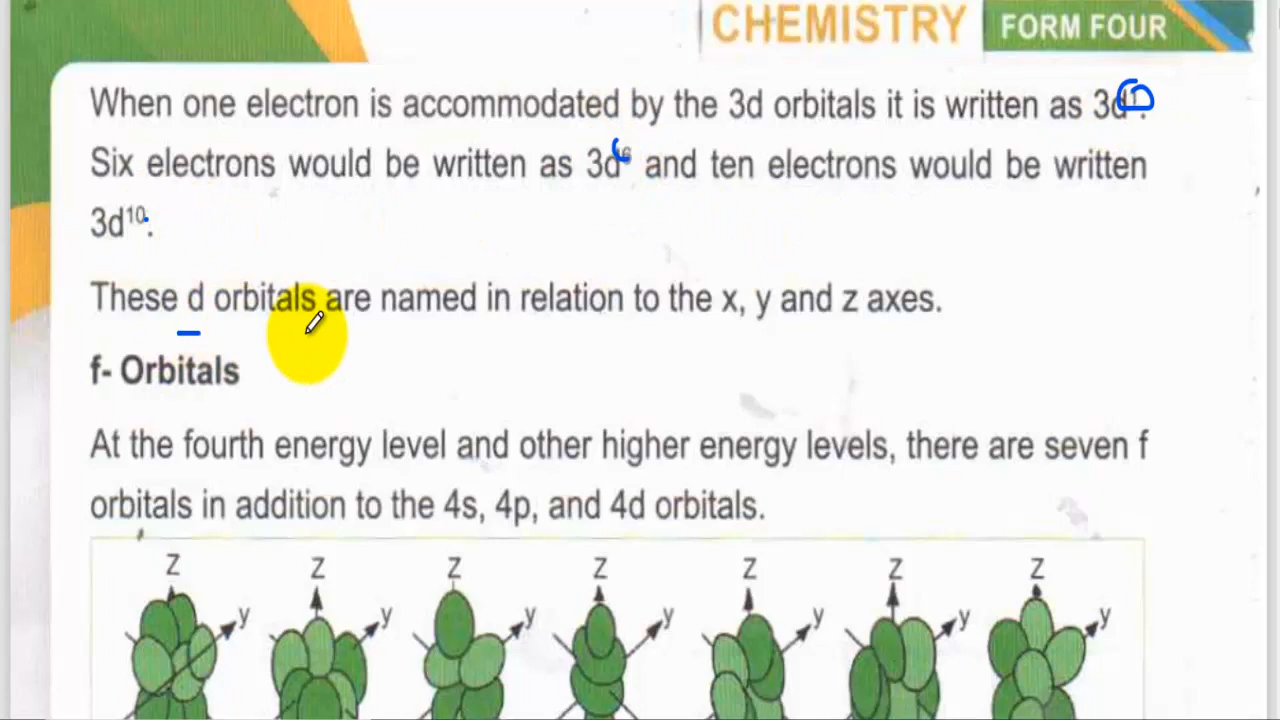 CHEMISTRY FORM FOUR
When one electron is accommodated by the 3d orbitals it is written as 3d¹.
Six electrons would be written as 3d⁶ and ten electrons would be written
3d¹⁰.
These d orbitals are named in relation to the x, y and z axes.
f- Orbitals
At the fourth energy level and other higher energy levels, there are seven f
orbitals in addition to the 4s, 4p, and 4d orbitals.
Z Z Z Z Z Z Z
y y y y y y y